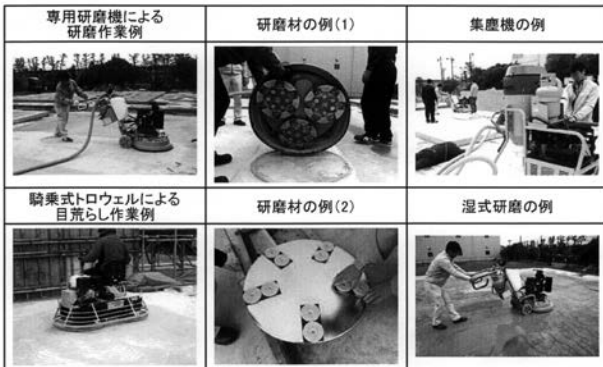 専用研磨機による
研磨作業例
研磨材の例(1)
集塵機の例
騎乗式トロウェルによる
目荒らし作業例
研磨材の例(2)
湿式研磨の例